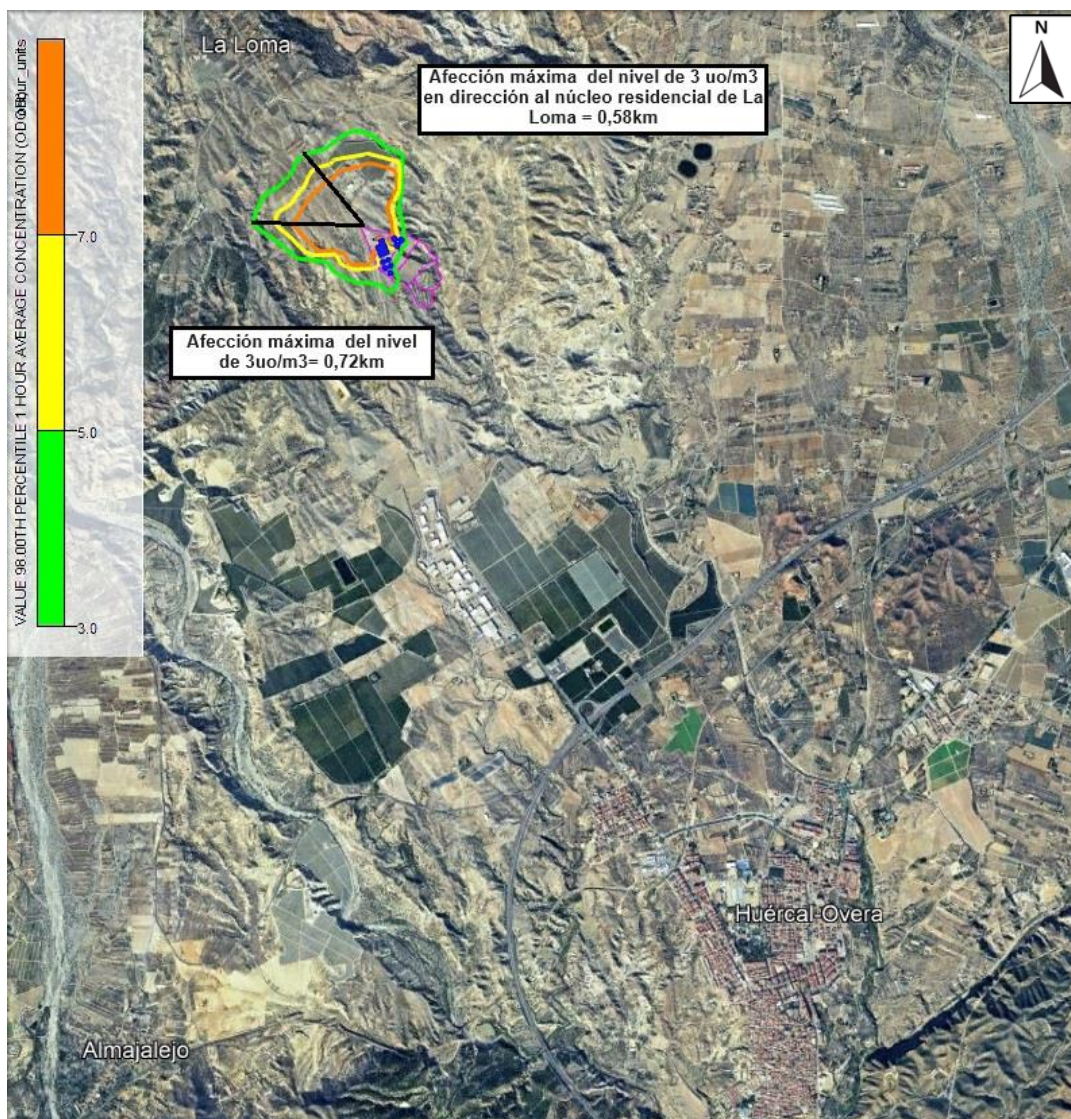 La Loma
N
Afección máxima  del nivel de 3 uo/m3
en dirección al núcleo residencial de La
Loma = 0,58km
Afección máxima  del nivel
de 3uo/m3= 0,72km
VALUE 98.00TH PERCENTILE 1 HOUR AVERAGE CONCENTRATION
7.0
5.0
3.0
Huércal-Overa
Almajalejo